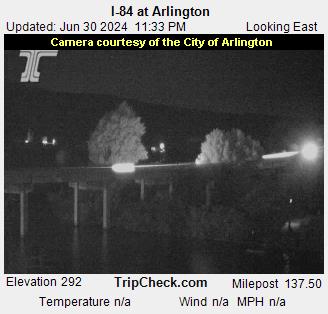 I-84 at Arlington
Updated: Jun 30 2024 11:33 PM Looking East
Camera courtesy of the City of Arlington
Elevation 292 TripCheck.com Milepost 137.50
Temperature n/a Wind n/a MPH n/a